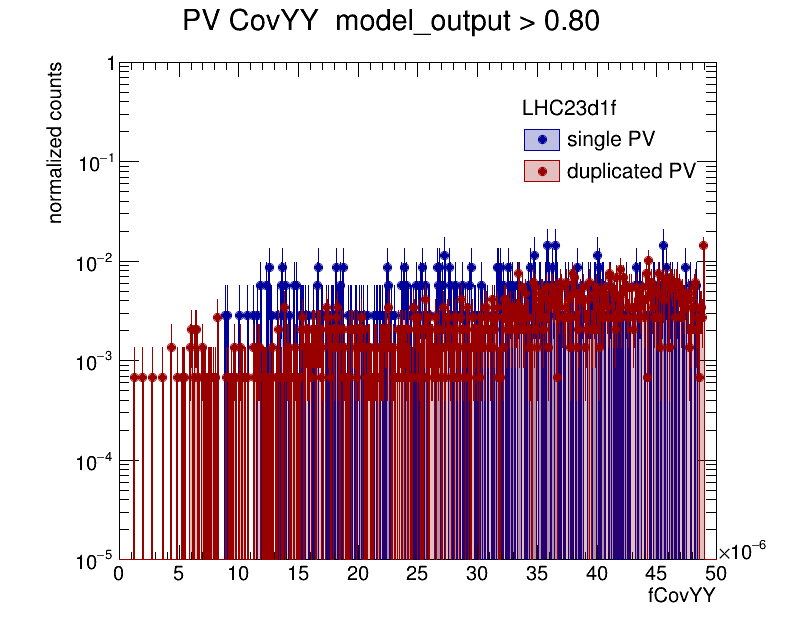 PV CovYY model_output > 0.80
normalized counts
LHC23d1f
single PV
duplicated PV
1
10⁻¹
10⁻²
10⁻³
10⁻⁴
10⁻⁵
0 5 10 15 20 25 30 35 40 45 50
×10⁻⁶
fCovYY